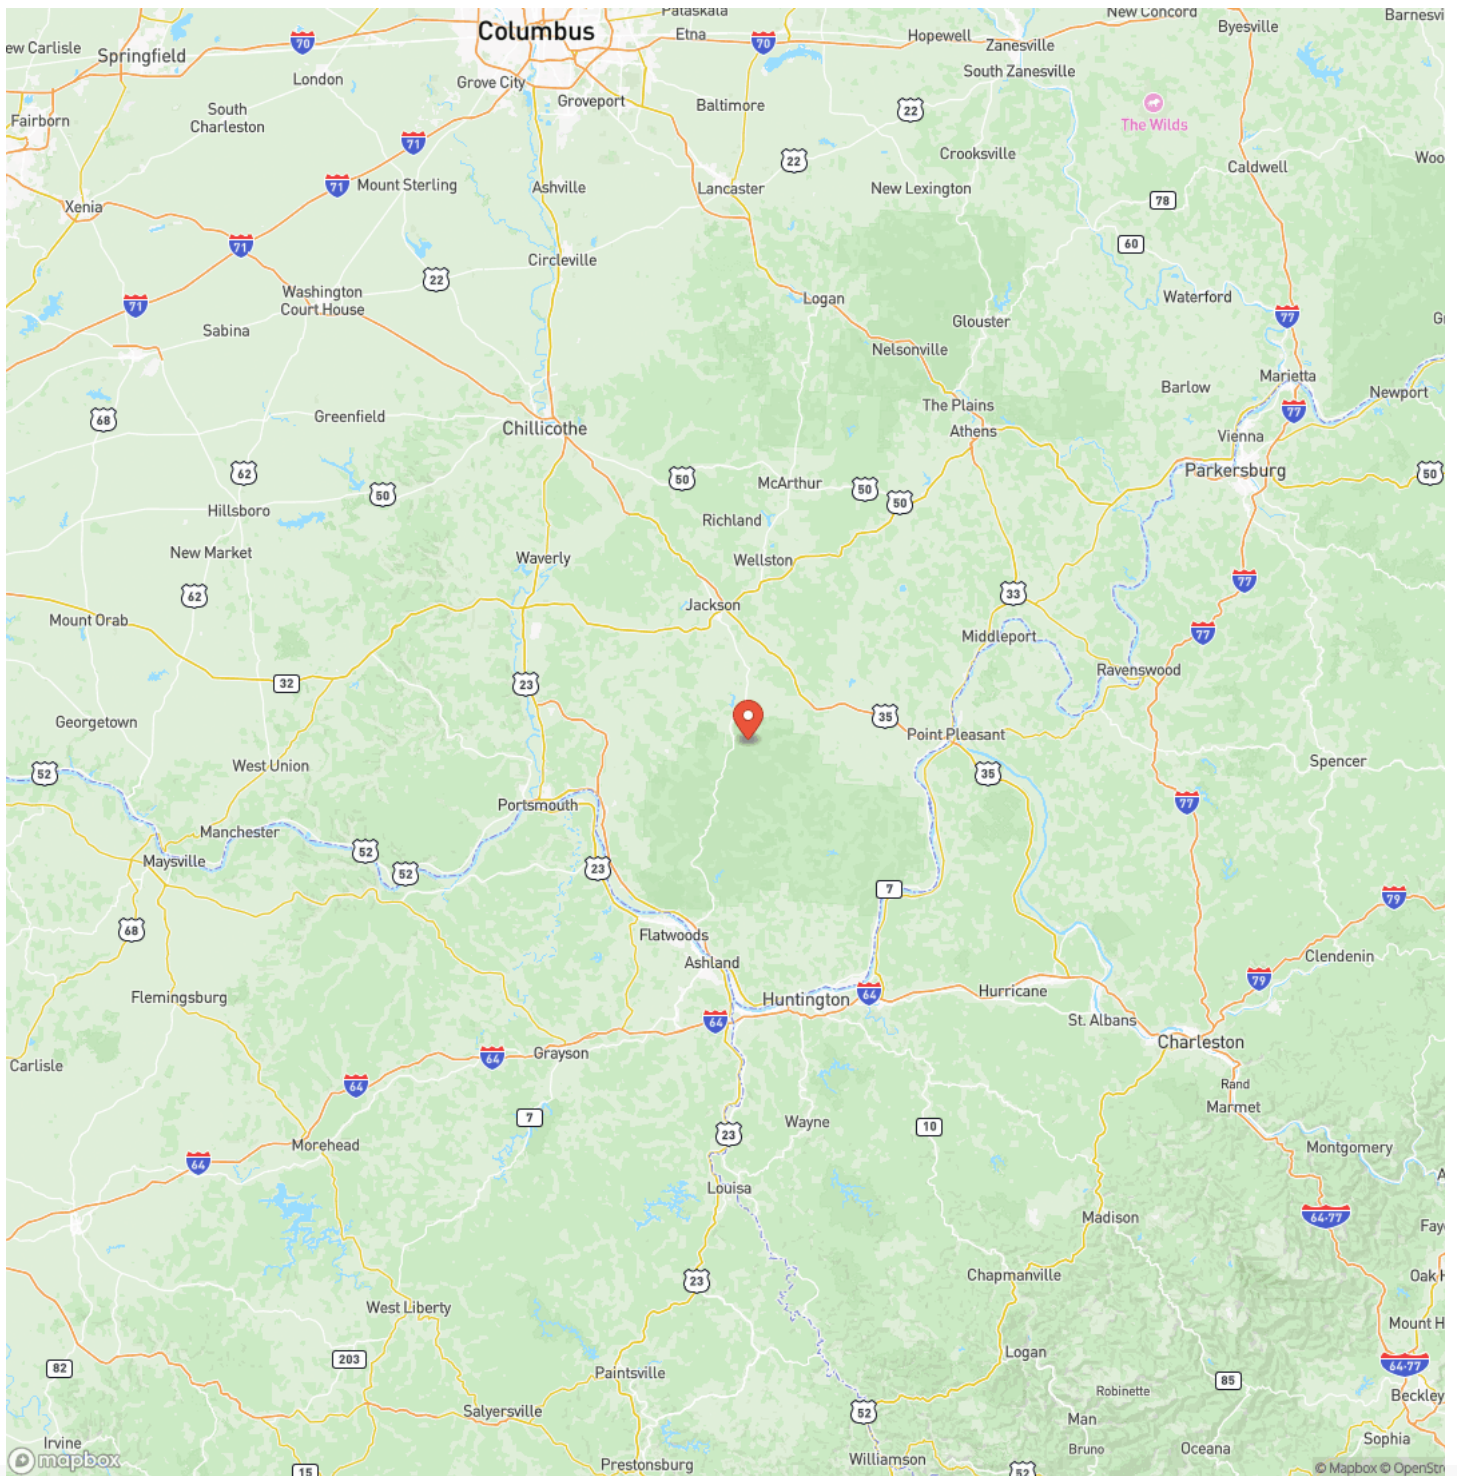 Columbus
Pataskala
New Concord
Barnesvi
Etna
Hopewell
Zanesville
Byesville
ew Carlisle
Springfield
70
70
London
Grove City
South Zanesville
Groveport
Baltimore
22
The Wilds
South
Charleston
Fairborn
71
22
Crooksville
Caldwell
Woo
71
Mount Sterling
Ashville
Lancaster
New Lexington
78
Xenia
71
60
Circleville
22
Washington
Court House
Logan
Waterford
71
Sabina
Glouster
77
G
Nelsonville
Marietta
Barlow
Newport
The Plains
77
68
Greenfield
Chillicothe
Athens
Vienna
Parkersburg
62
50
50
McArthur
50
50
50
Hillsboro
Richland
New Market
Waverly
Wellston
77
62
33
Jackson
Mount Orab
Middleport
77
Ravenswood
32
23
35
Georgetown
Point Pleasant
West Union
52
35
Spencer
Portsmouth
77
Manchester
52
Maysville
52
23
7
79
68
Flatwoods
Ashland
Clendenin
79
Flemingsburg
Huntington
64
Hurricane
64
St. Albans
Charleston
Grayson
64
Carlisle
64
Rand
Marmet
7
Wayne
10
23
Morehead
Montgomery
64
A
Louisa
Madison
64-77
Fay
Chapmanville
23
Oak H
West Liberty
Mount H
Logan
203
82
64-77
Paintsville
85
Robinette
Beckley
Salyersville
52
Man
Irvine
Bruno
Oceana
Sophia
mapbox
15
Prestonsburg
Williamson
52
© Mapbox © OpenStre